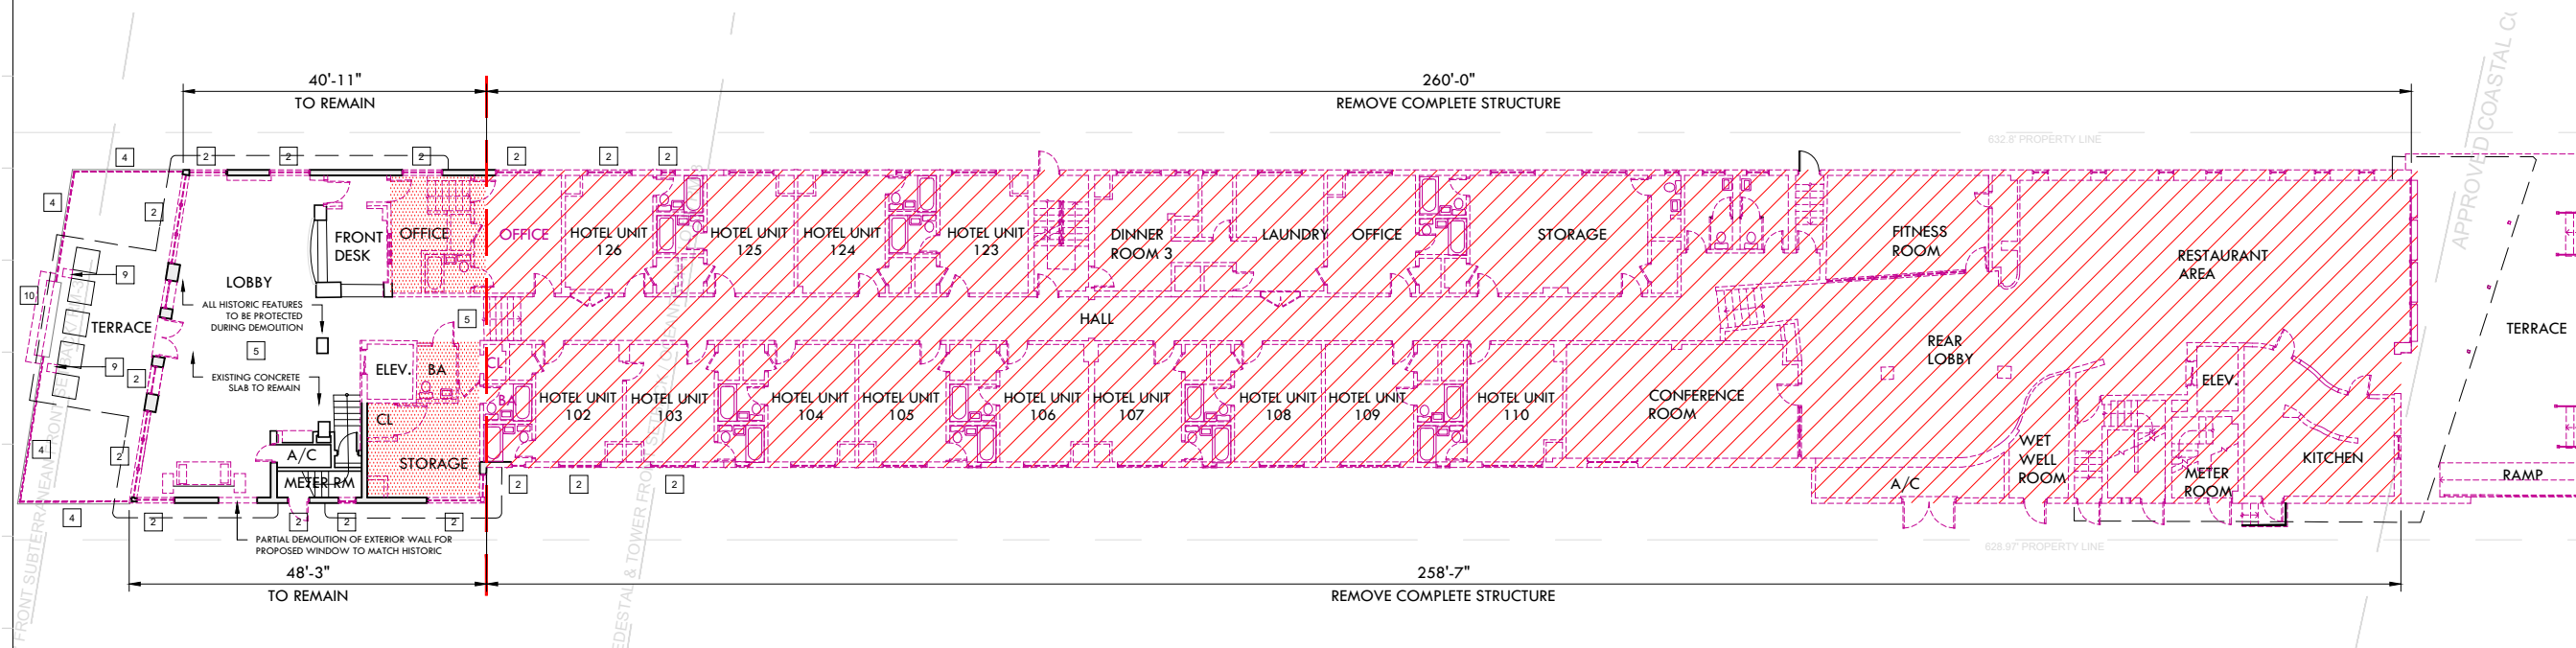 40'-11"
TO REMAIN
260'-0"
REMOVE COMPLETE STRUCTURE
632.8' PROPERTY LINE
APPROVED COASTAL
4
2
2
2
2
2
2
4
2
OFFICE
OFFICE
HOTEL UNIT
126
HOTEL UNIT
125
HOTEL UNIT
124
HOTEL UNIT
123
DINNER
ROOM 3
LAUNDRY
OFFICE
STORAGE
FITNESS
ROOM
RESTAURANT
AREA
FRONT
DESK
9
LOBBY
10
ALL HISTORIC FEATURES
TO BE PROTECTED
DURING DEMOLITION
TERRACE
5
HALL
TERRACE
5
REAR
LOBBY
9
2
EXISTING CONCRETE
SLAB TO REMAIN
ELEV.
BA
CL
ELEV.
BA
HOTEL UNIT
102
HOTEL UNIT
103
HOTEL UNIT
104
HOTEL UNIT
105
HOTEL UNIT
106
HOTEL UNIT
107
HOTEL UNIT
108
HOTEL UNIT
109
HOTEL UNIT
110
CONFERENCE
ROOM
CL
4
2
A/C
STORAGE
WET
WELL
ROOM
KITCHEN
METER RM
METER
ROOM
A/C
RAMP
2
2
2
4
2
2
2
2
PARTIAL DEMOLITION OF EXTERIOR WALL FOR
PROPOSED WINDOW TO MATCH HISTORIC
628.97' PROPERTY LINE
48'-3"
TO REMAIN
258'-7"
REMOVE COMPLETE STRUCTURE
FRONT SUBTERRANEAN FRONT
PEDESTAL & TOWER